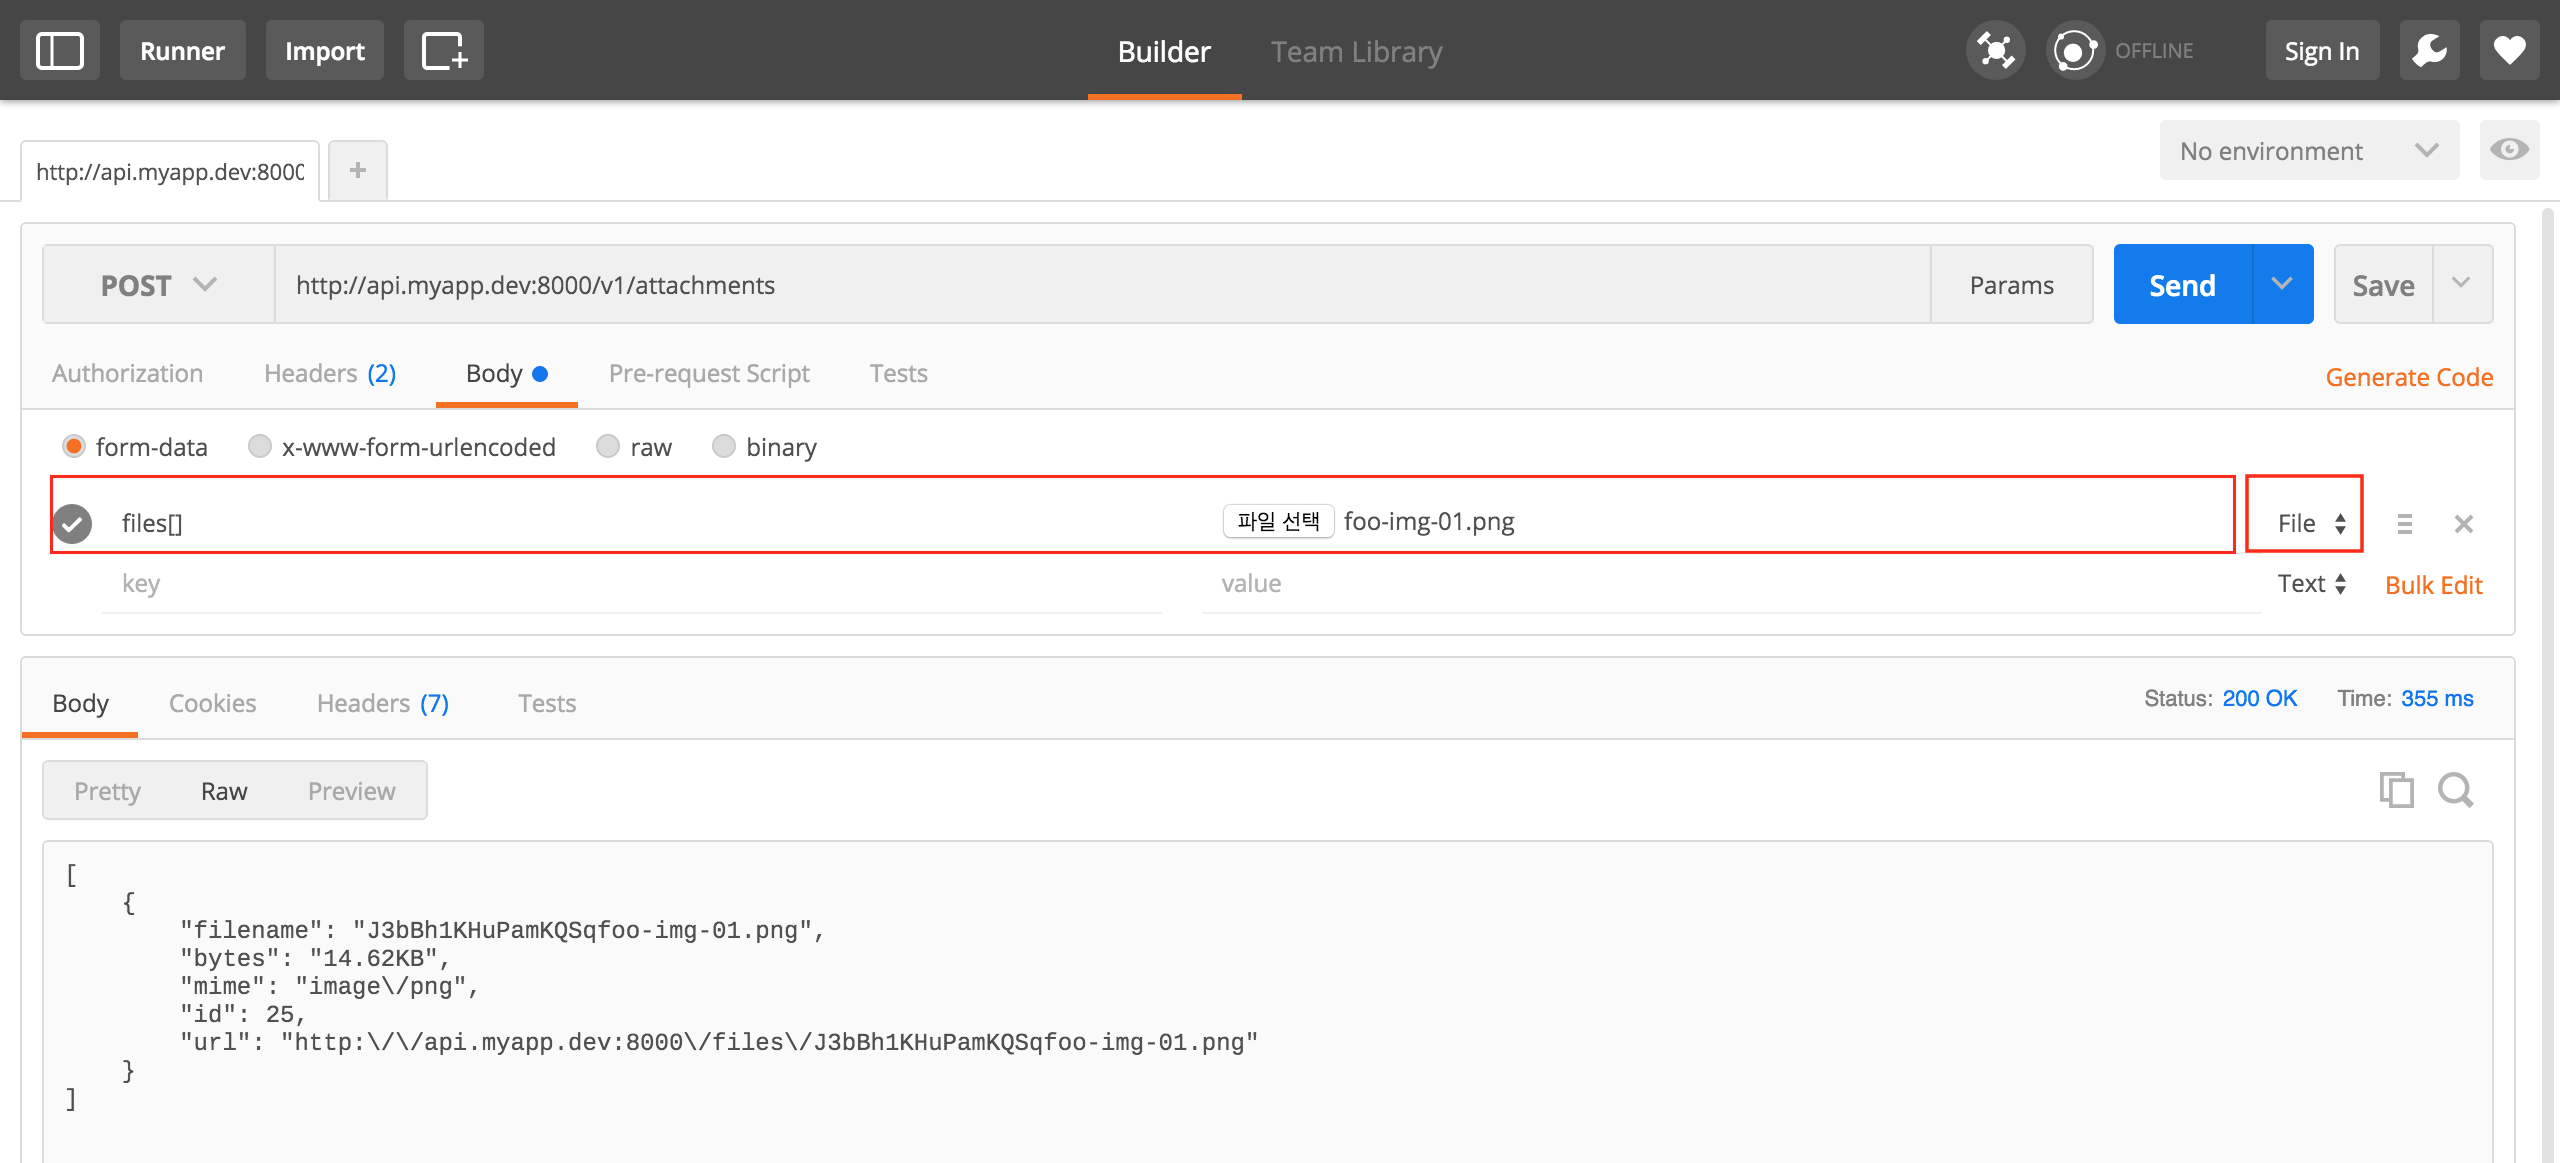 Runner Import Builder Team Library OFFLINE Sign In
http://api.myapp.dev:8000 + No environment
POST http://api.myapp.dev:8000/v1/attachments Params Send Save
Authorization Headers (2) Body Pre-request Script Tests Generate Code
form-data x-www-form-urlencoded raw binary
files[] 파일 선택 foo-img-01.png File
key value Text Bulk Edit
Body Cookies Headers (7) Tests Status: 200 OK Time: 355 ms
Pretty Raw Preview
[
{
"filename": "J3bBh1KHuPamKQSqfoo-img-01.png",
"bytes": "14.62KB",
"mime": "image\/png",
"id": 25,
"url": "http:\/\/api.myapp.dev:8000\/files\/J3bBh1KHuPamKQSqfoo-img-01.png"
}
]